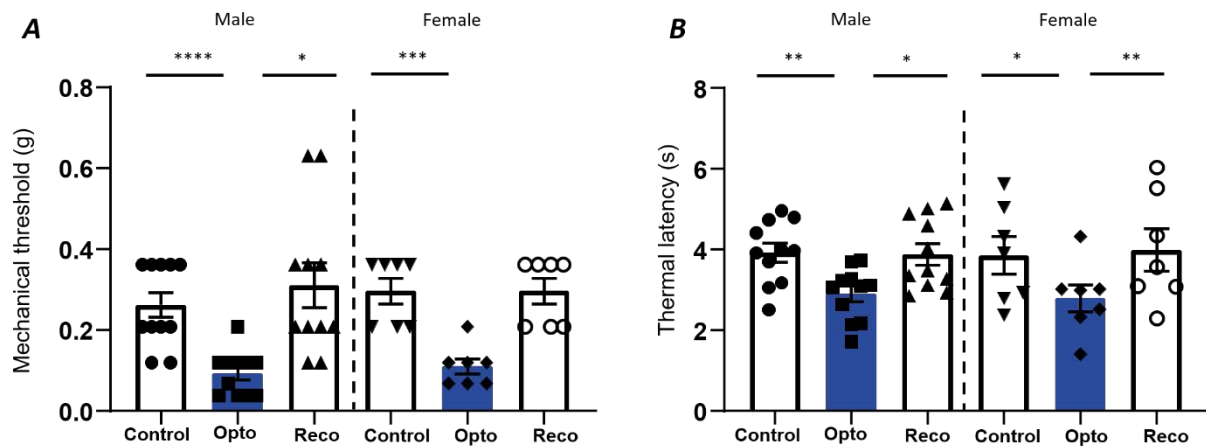 A
Male
Female
****
*
***
Mechanical threshold (g)
0.8
0.6
0.4
0.2
0.0
Control Opto Reco Control Opto Reco
B
Male
Female
**
*
*
**
Thermal latency (s)
8
6
4
2
0
Control Opto Reco Control Opto Reco